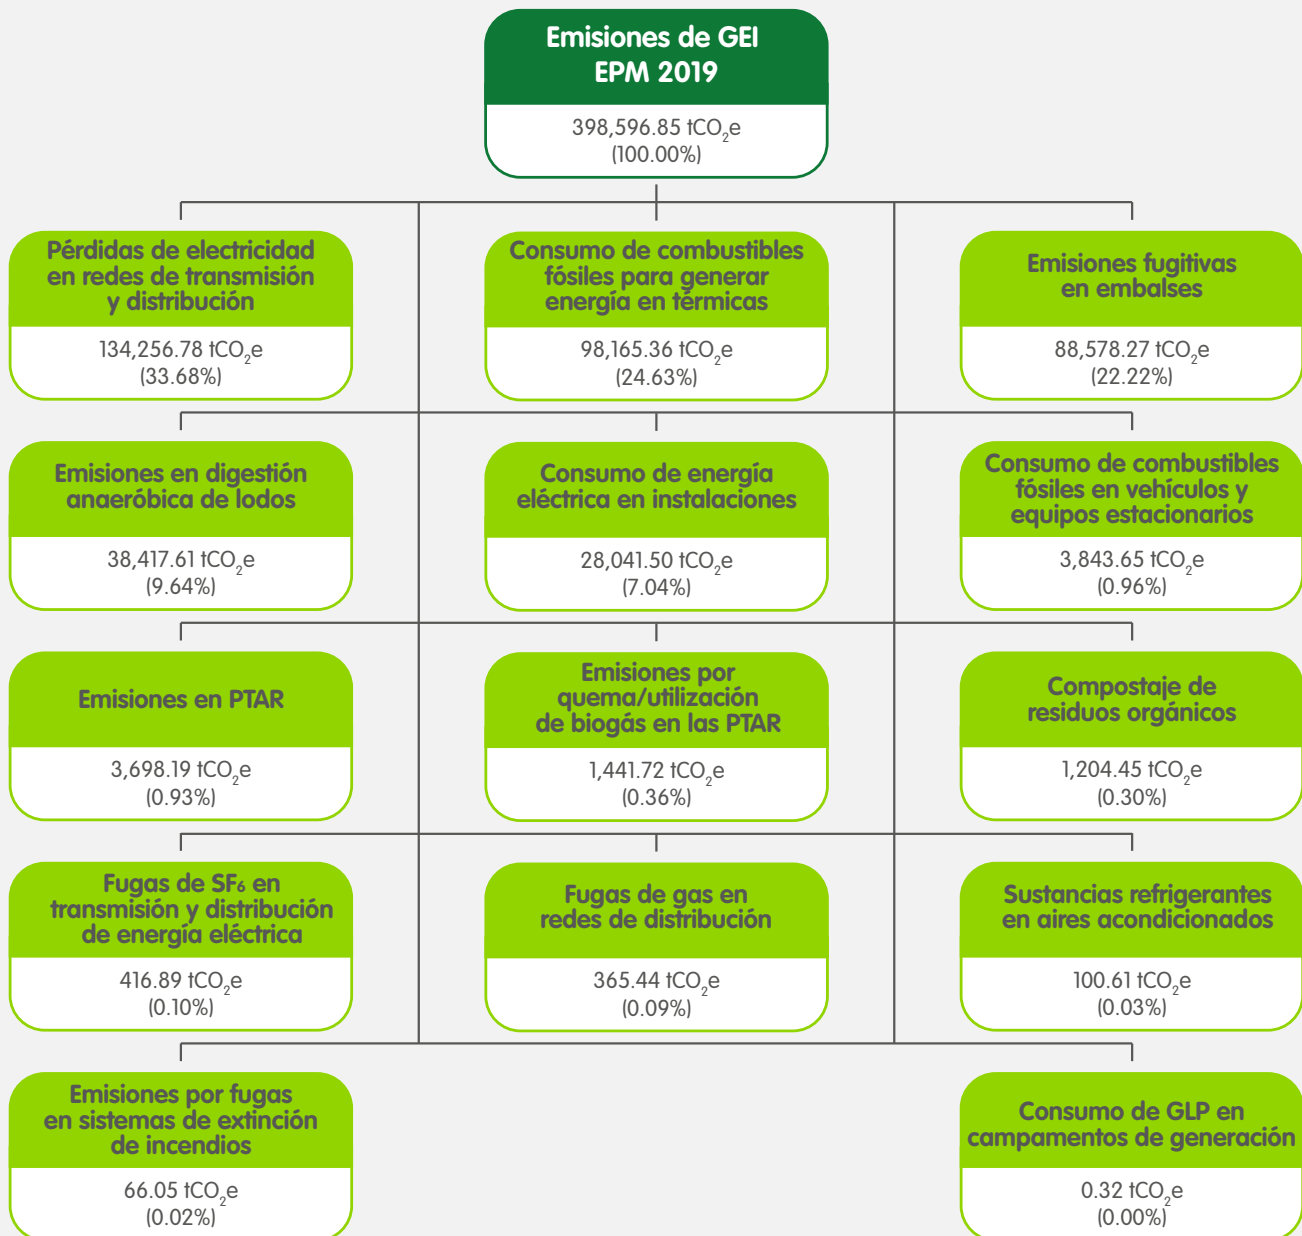 Emisiones de GEI
EPM 2019
398,596.85 tCO₂e
(100.00%)
Pérdidas de electricidad
en redes de transmisión
y distribución
134,256.78 tCO₂e
(33.68%)
Consumo de combustibles
fósiles para generar
energía en térmicas
98,165.36 tCO₂e
(24.63%)
Emisiones fugitivas
en embalses
88,578.27 tCO₂e
(22.22%)
Emisiones en digestión
anaeróbica de lodos
38,417.61 tCO₂e
(9.64%)
Consumo de energía
eléctrica en instalaciones
28,041.50 tCO₂e
(7.04%)
Consumo de combustibles
fósiles en vehículos y
equipos estacionarios
3,843.65 tCO₂e
(0.96%)
Emisiones en PTAR
3,698.19 tCO₂e
(0.93%)
Emisiones por
quema/utilización
de biogás en las PTAR
1,441.72 tCO₂e
(0.36%)
Compostaje de
residuos orgánicos
1,204.45 tCO₂e
(0.30%)
Fugas de SF₆ en
transmisión y distribución
de energía eléctrica
416.89 tCO₂e
(0.10%)
Fugas de gas en
redes de distribución
365.44 tCO₂e
(0.09%)
Sustancias refrigerantes
en aires acondicionados
100.61 tCO₂e
(0.03%)
Emisiones por fugas
en sistemas de extinción
de incendios
66.05 tCO₂e
(0.02%)
Consumo de GLP en
campamentos de generación
0.32 tCO₂e
(0.00%)